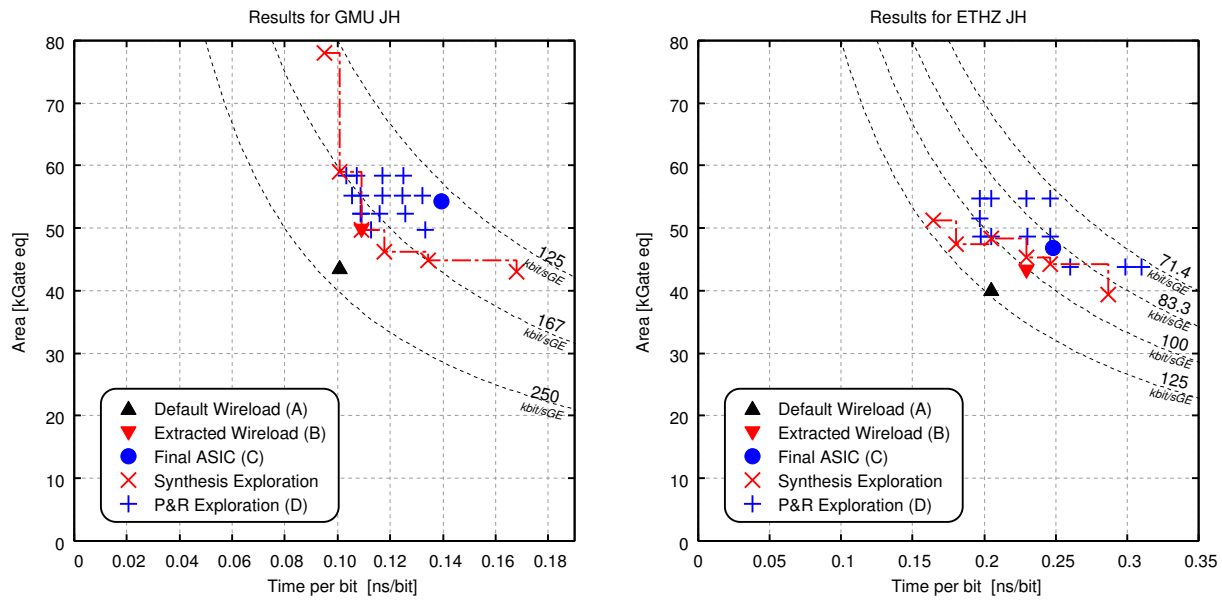 Results for GMU JH
80
70
60
50
40
30
20
10
0
Area [kGate eq]
0
0.02
0.04
0.06
0.08
0.10
0.12
0.14
0.16
0.18
Time per bit [ns/bit]
125
kbit/sGE
167
kbit/sGE
250
kbit/sGE
Default Wireload (A)
Extracted Wireload (B)
Final ASIC (C)
Synthesis Exploration
P&R Exploration (D)
Results for ETHZ JH
80
70
60
50
40
30
20
10
0
Area [kGate eq]
0
0.05
0.1
0.15
0.2
0.25
0.3
0.35
Time per bit [ns/bit]
71.4
kbit/sGE
83.3
kbit/sGE
100
kbit/sGE
125
kbit/sGE
Default Wireload (A)
Extracted Wireload (B)
Final ASIC (C)
Synthesis Exploration
P&R Exploration (D)